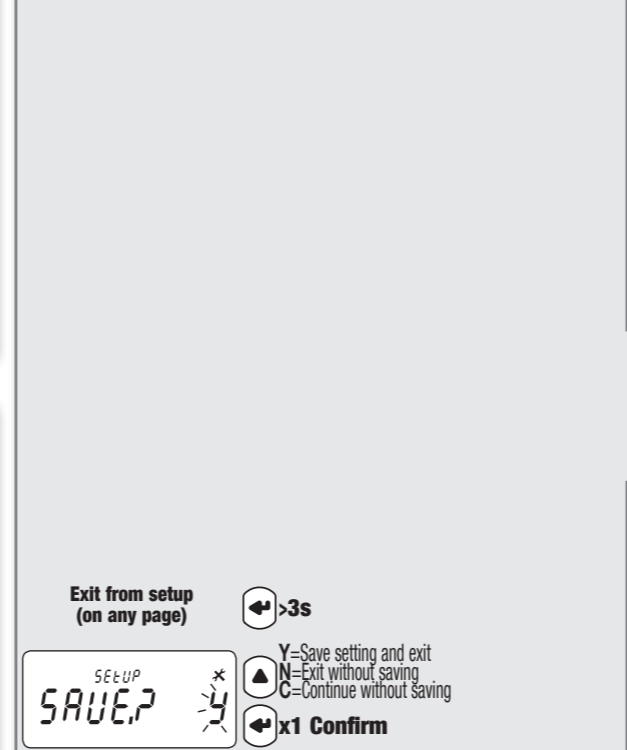 Exit from setup
(on any page)
>3s
SEtUP
SAVE? Y
Y=Save setting and exit
N=Exit without saving
C=Continue without saving
x1 Confirm